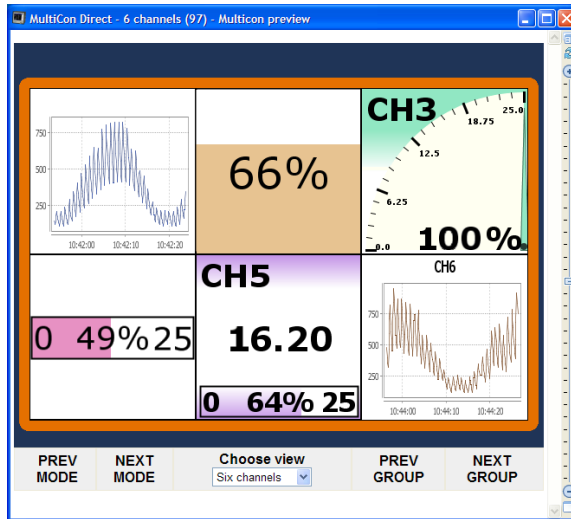 MultiCon Direct - 6 channels (97) - Multicon preview
750
500
250
10:42:00 10:42:10 10:42:20
66%
CH3
25.0
18.75
12.5
6.25
0.0
100%
0 49% 25
CH5
16.20
0 64% 25
CH6
750
500
250
10:44:00 10:44:10 10:44:20
PREV MODE
NEXT MODE
Choose view
Six channels
PREV GROUP
NEXT GROUP